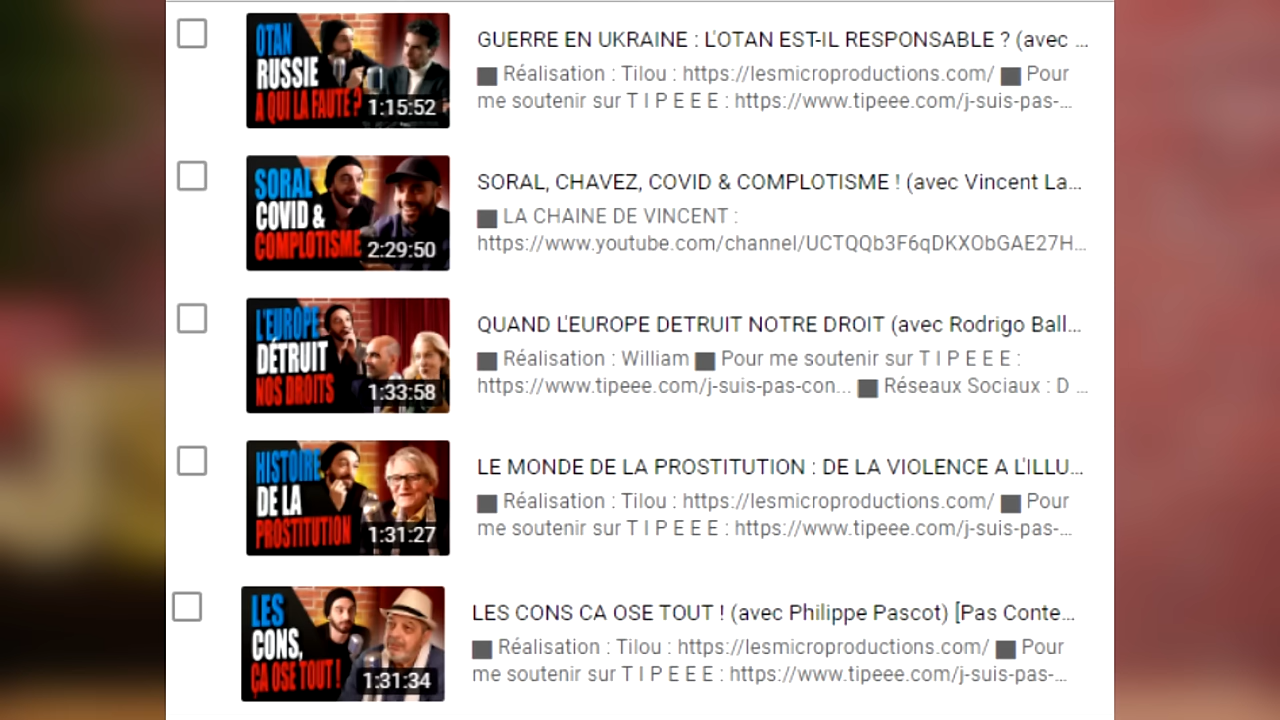 OTAN
RUSSIE
A QUI LA FAUTE ?
1:15:52
GUERRE EN UKRAINE : L'OTAN EST-IL RESPONSABLE ? (avec ...
Réalisation : Tilou : https://lesmicroproductions.com/ Pour
me soutenir sur T I P E E E : https://www.tipeee.com/j-suis-pas-...
SORAL
COVID &
COMPLOTISME
2:29:50
SORAL, CHAVEZ, COVID & COMPLOTISME ! (avec Vincent La...
LA CHAINE DE VINCENT :
https://www.youtube.com/channel/UCTQQb3F6qDKXObGAE27H...
L'EUROPE
DÉTRUIT
NOS DROITS
1:33:58
QUAND L'EUROPE DETRUIT NOTRE DROIT (avec Rodrigo Ball...
Réalisation : William Pour me soutenir sur T I P E E E :
https://www.tipeee.com/j-suis-pas-con... Réseaux Sociaux : D ...
HISTOIRE
DE LA
PROSTITUTION
1:31:27
LE MONDE DE LA PROSTITUTION : DE LA VIOLENCE A L'ILLU...
Réalisation : Tilou : https://lesmicroproductions.com/ Pour
me soutenir sur T I P E E E : https://www.tipeee.com/j-suis-pas-...
LES
CONS,
ÇA OSE TOUT !
1:31:34
LES CONS CA OSE TOUT ! (avec Philippe Pascot) [Pas Conte...
Réalisation : Tilou : https://lesmicroproductions.com/ Pour
me soutenir sur T I P E E E : https://www.tipeee.com/j-suis-pas-...